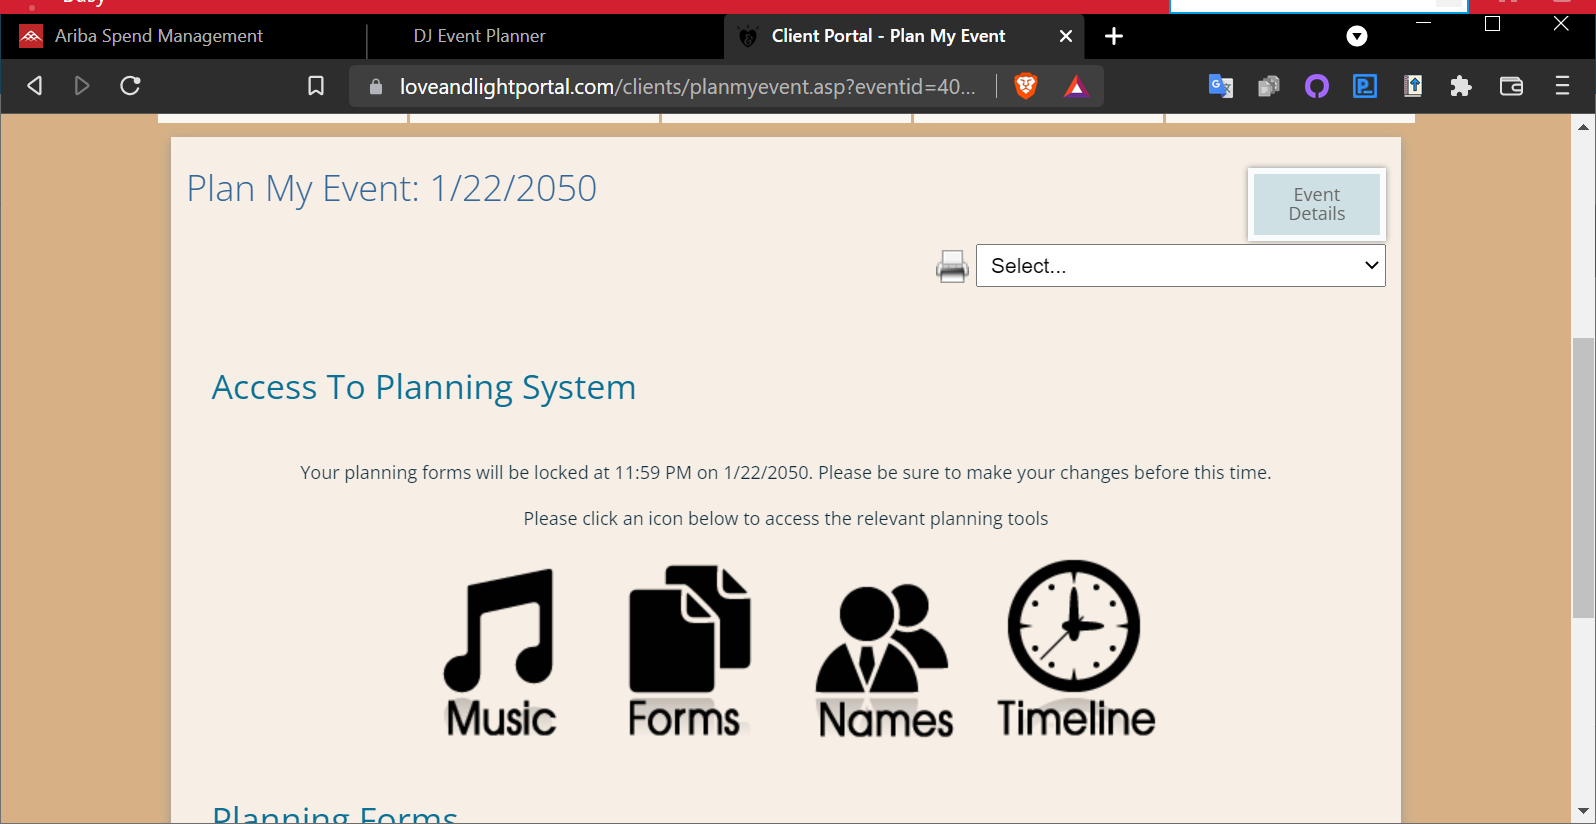 Busy
Ariba Spend Management
DJ Event Planner
Client Portal - Plan My Event
loveandlightportal.com/clients/planmyevent.asp?eventid=40...
Plan My Event: 1/22/2050
Event
Details
Select...
Access To Planning System
Your planning forms will be locked at 11:59 PM on 1/22/2050. Please be sure to make your changes before this time.
Please click an icon below to access the relevant planning tools
Music
Forms
Names
Timeline
Planning Forms